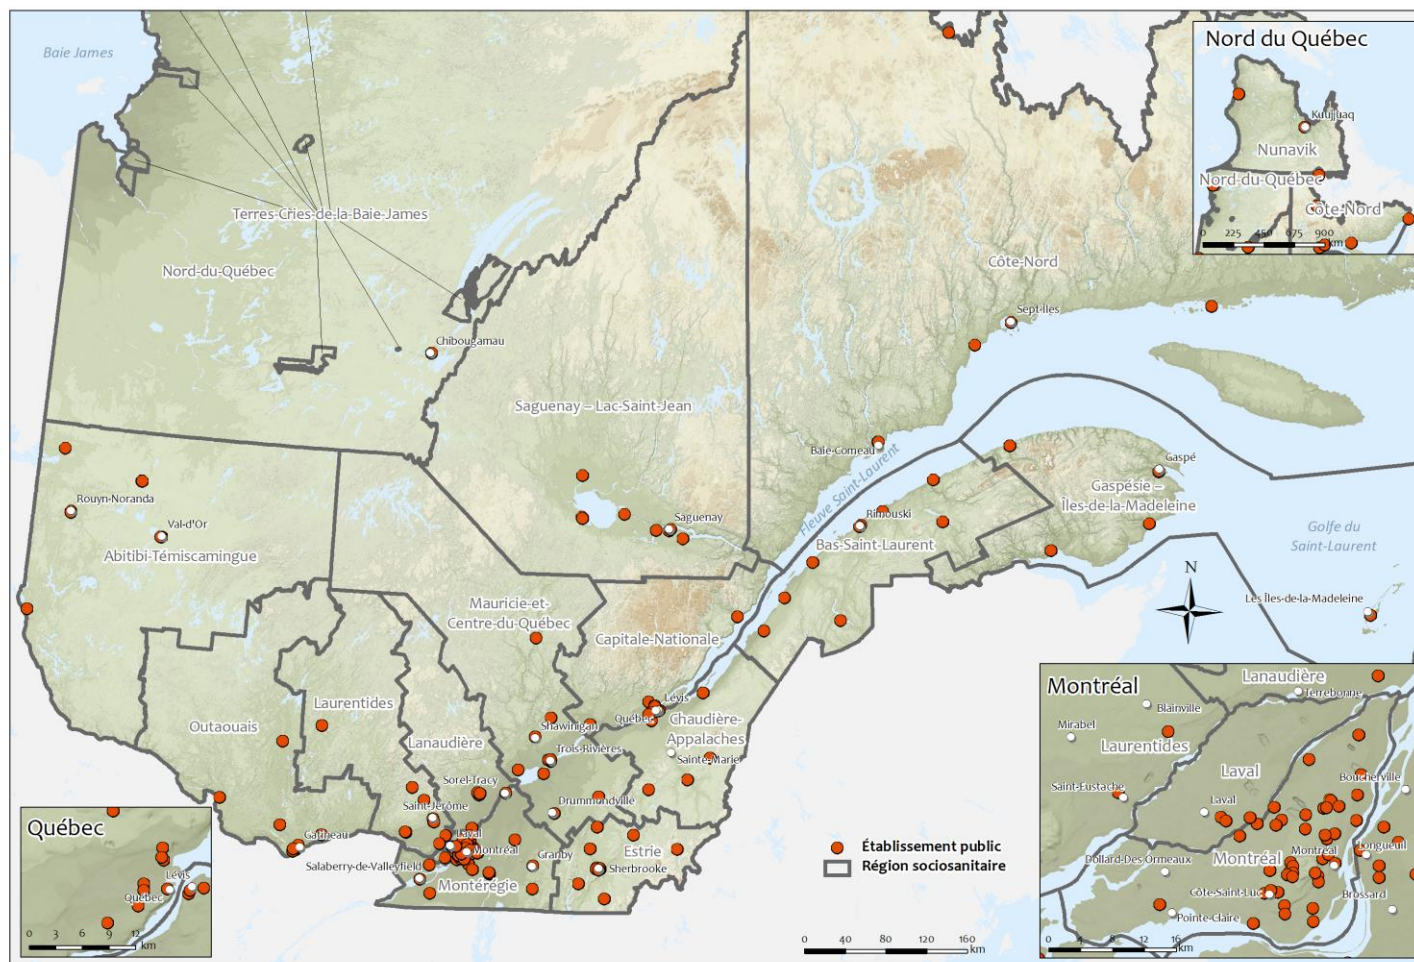 Baie James
Terres-Cries-de-la-Baie-James
Nord-du-Québec
Chibougamau
Saguenay – Lac-Saint-Jean
Côte-Nord
Sept-Îles
Baie-Comeau
Fleuve Saint-Laurent
Gaspé
Gaspésie –
Îles-de-la-Madeleine
Rimouski
Bas-Saint-Laurent
Golfe du
Saint-Laurent
Les Îles-de-la-Madeleine
N
Rouyn-Noranda
Val-d'Or
Abitibi-Témiscamingue
Saguenay
Mauricie-et-
Centre-du-Québec
Capitale-Nationale
Outaouais
Laurentides
Lanaudière
Shawinigan
Trois-Rivières
Québec
Lévis
Chaudière-
Appalaches
Sainte-Marie
Sorel-Tracy
Saint-Jérôme
Drummondville
Gatineau
Laval
Montréal
Salaberry-de-Valleyfield
Granby
Montérégie
Estrie
Sherbrooke
Établissement public
Région sociosanitaire
0 40 80 120 160
km
Nord du Québec
Kuujjuaq
Nunavik
Nord-du-Québec
Côte-Nord
0 225 450 675 900
km
Québec
Lévis
Québec
0 3 6 9 12
km
Montréal
Lanaudière
Terrebonne
Blainville
Mirabel
Laurentides
Laval
Boucherville
Saint-Eustache
Laval
Dollard-Des Ormeaux
Montréal
Montréal
Longueuil
Côte-Saint-Luc
Brossard
Pointe-Claire
0 4 8 12 16
km